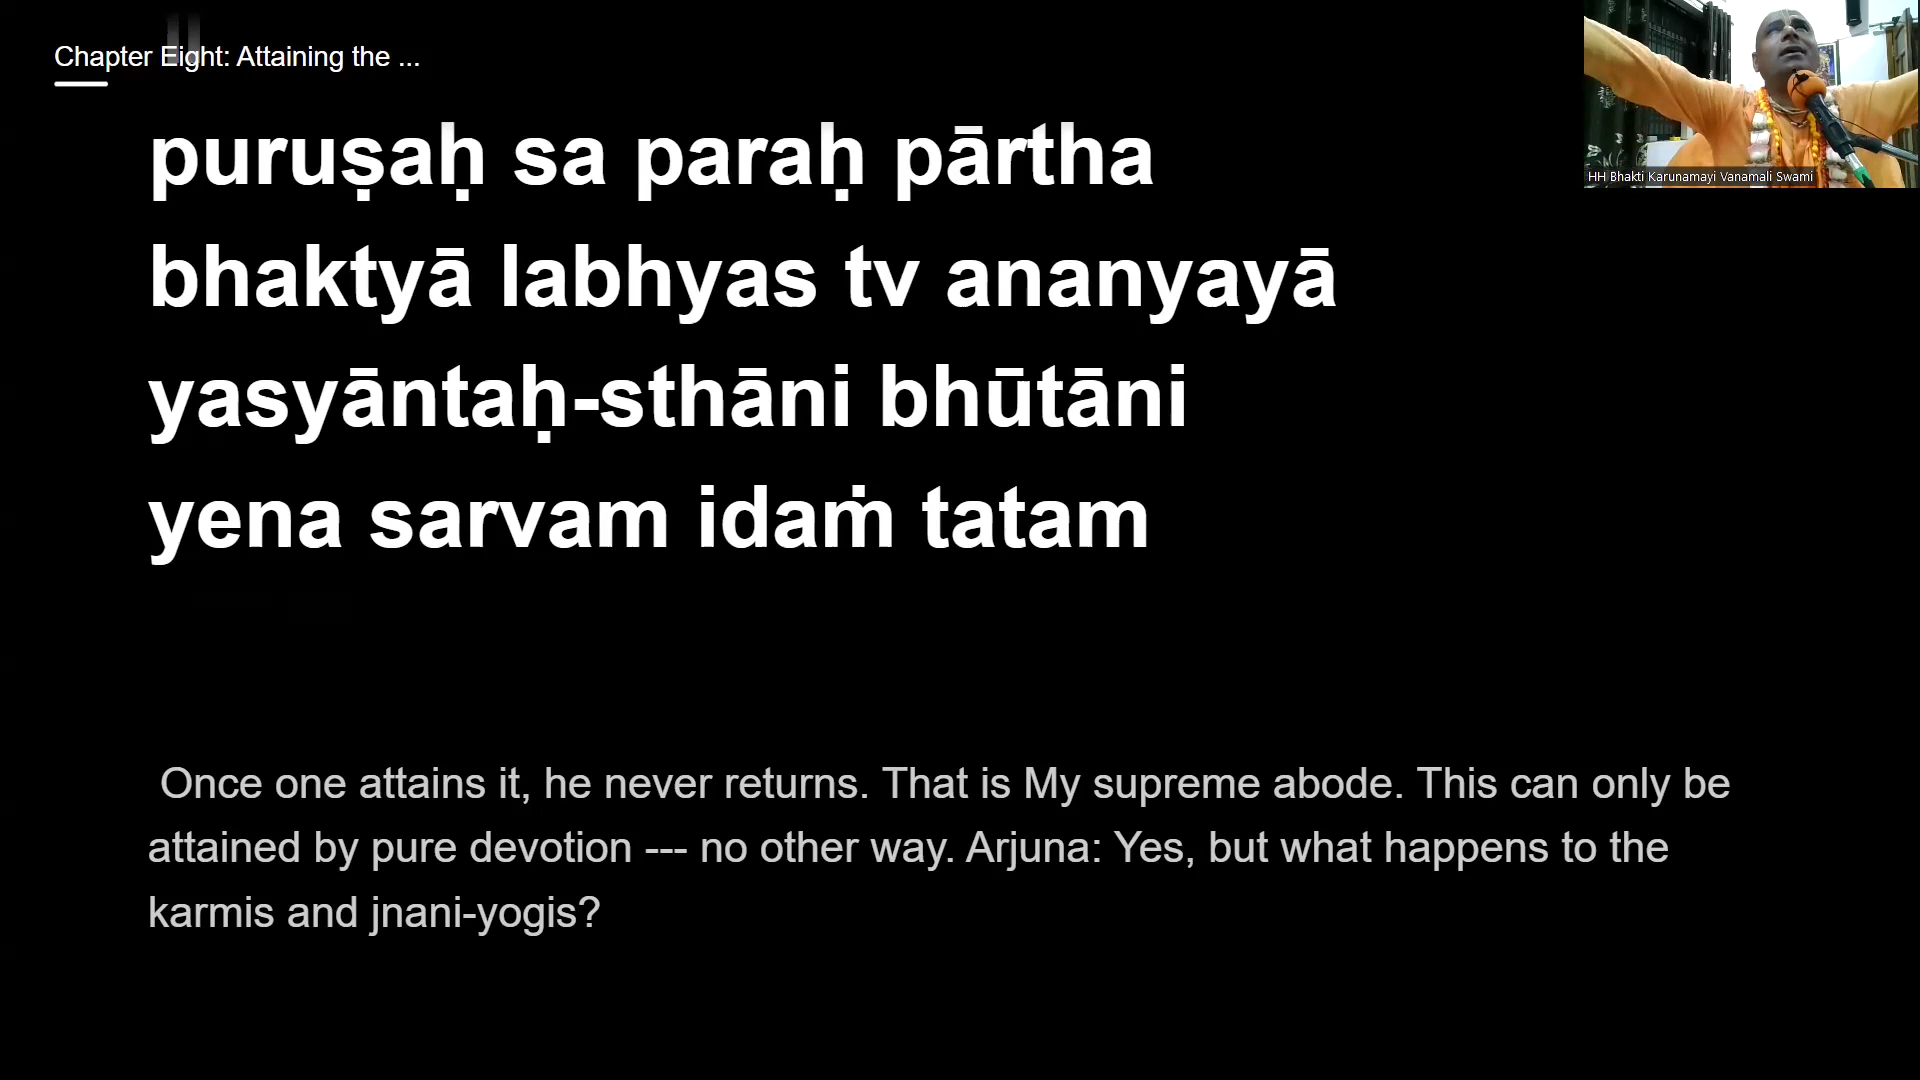 Chapter Eight: Attaining the ...
HH Bhakti Karunamayi Vanamali Swami
puruṣaḥ sa paraḥ pārtha
bhaktyā labhyas tv ananyayā
yasyāntaḥ-sthāni bhūtāni
yena sarvam idaṁ tatam
Once one attains it, he never returns. That is My supreme abode. This can only be
attained by pure devotion --- no other way. Arjuna: Yes, but what happens to the
karmis and jnani-yogis?